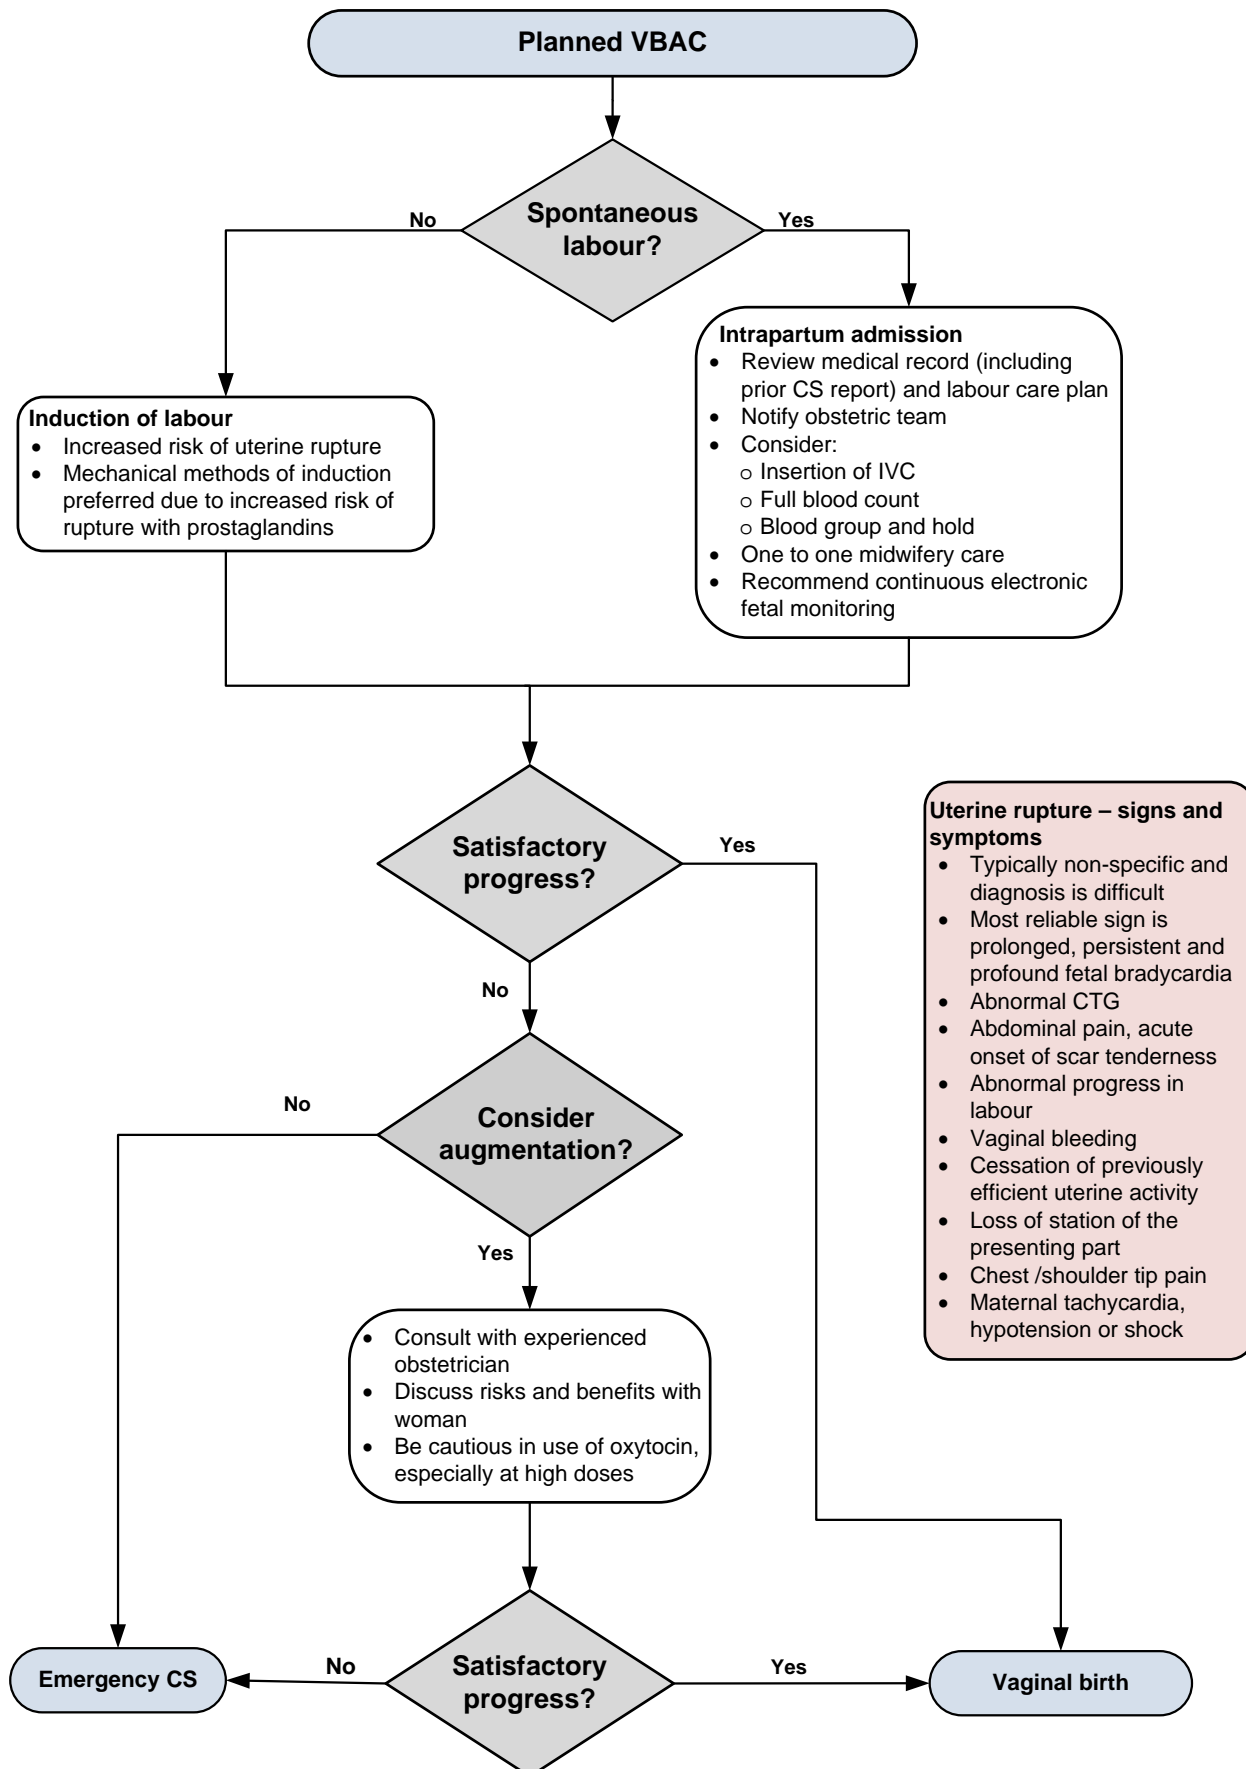 Planned VBAC
Spontaneous
labour?
No
Yes
Induction of labour
• Increased risk of uterine rupture
• Mechanical methods of induction
preferred due to increased risk of
rupture with prostaglandins
Intrapartum admission
• Review medical record (including
prior CS report) and labour care plan
• Notify obstetric team
• Consider:
o Insertion of IVC
o Full blood count
o Blood group and hold
• One to one midwifery care
• Recommend continuous electronic
fetal monitoring
Satisfactory
progress?
Yes
No
Uterine rupture – signs and
symptoms
• Typically non-specific and
diagnosis is difficult
• Most reliable sign is
prolonged, persistent and
profound fetal bradycardia
• Abnormal CTG
• Abdominal pain, acute
onset of scar tenderness
• Abnormal progress in
labour
• Vaginal bleeding
• Cessation of previously
efficient uterine activity
• Loss of station of the
presenting part
• Chest /shoulder tip pain
• Maternal tachycardia,
hypotension or shock
Consider
augmentation?
No
Yes
• Consult with experienced
obstetrician
• Discuss risks and benefits with
woman
• Be cautious in use of oxytocin,
especially at high doses
Satisfactory
progress?
No
Yes
Emergency CS
Vaginal birth